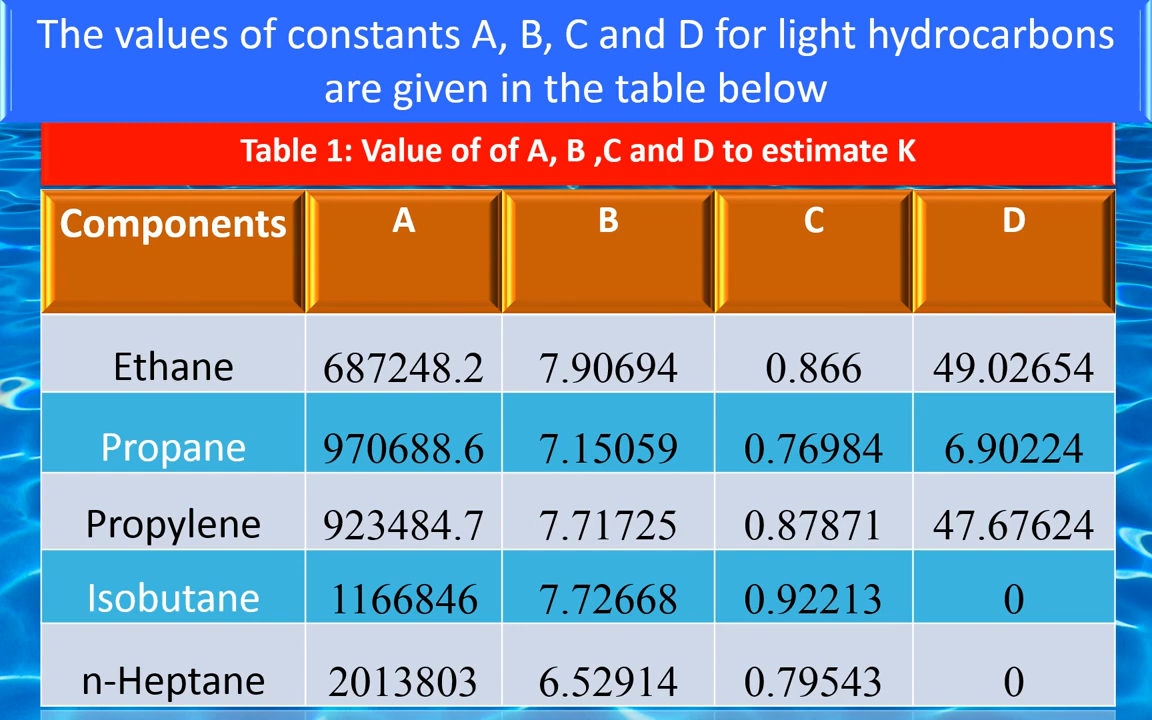 The values of constants A, B, C and D for light hydrocarbons
are given in the table below
Table 1: Value of of A, B ,C and D to estimate K
Components A B C D
Ethane 687248.2 7.90694 0.866 49.02654
Propane 970688.6 7.15059 0.76984 6.90224
Propylene 923484.7 7.71725 0.87871 47.67624
Isobutane 1166846 7.72668 0.92213 0
n-Heptane 2013803 6.52914 0.79543 0